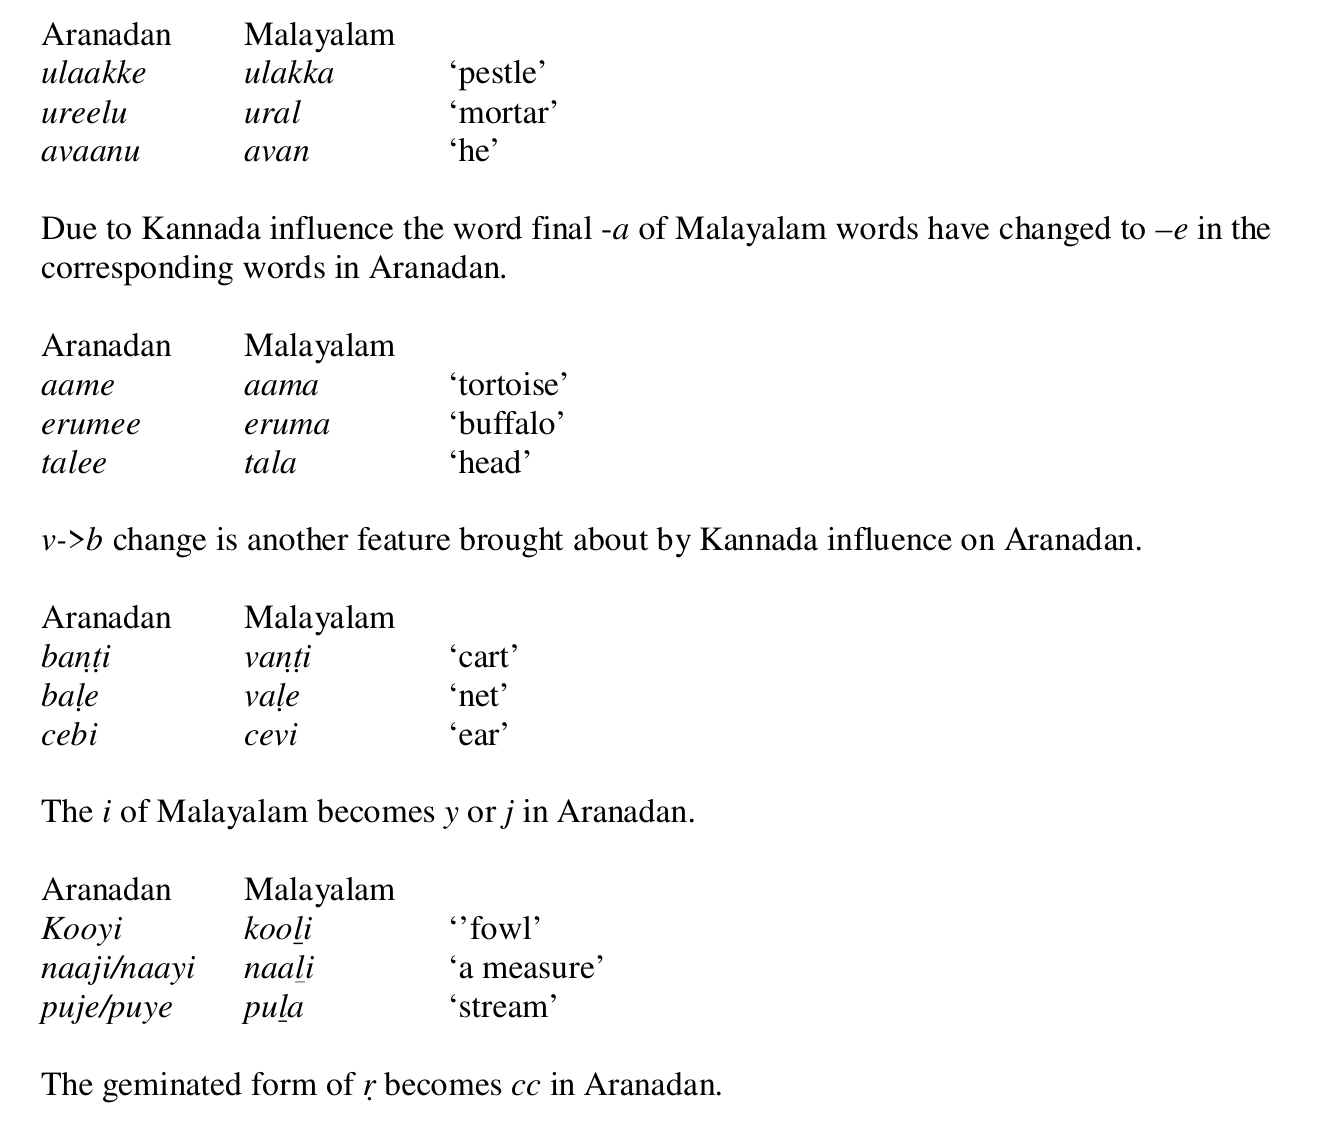 Aranadan Malayalam
ulaakke ulakka ‘pestle’
ureelu ural ‘mortar’
avaanu avan ‘he’
Due to Kannada influence the word final -a of Malayalam words have changed to –e in the
corresponding words in Aranadan.
Aranadan Malayalam
aame aama ‘tortoise’
erumee eruma ‘buffalo’
talee tala ‘head’
v->b change is another feature brought about by Kannada influence on Aranadan.
Aranadan Malayalam
baṇṭi vaṇṭi ‘cart’
baḷe vaḷe ‘net’
cebi cevi ‘ear’
The i of Malayalam becomes y or j in Aranadan.
Aranadan Malayalam
Kooyi kooḻi ‘’fowl’
naaji/naayi naaḻi ‘a measure’
puje/puye puḻa ‘stream’
The geminated form of ṛ becomes cc in Aranadan.